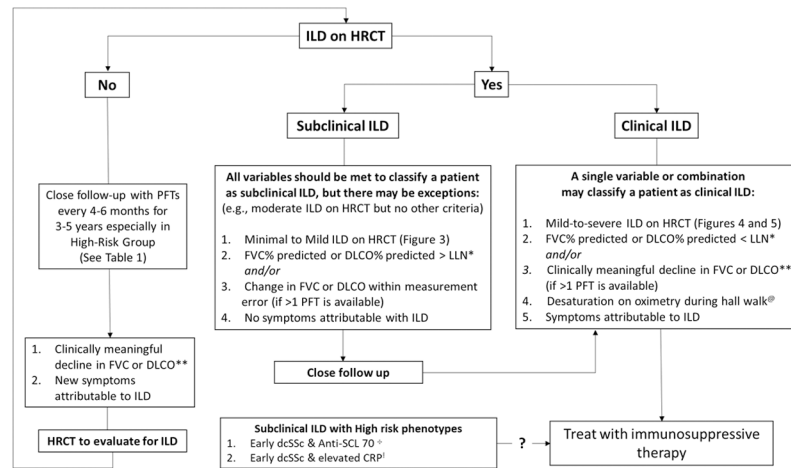 ILD on HRCT
No
Yes
Subclinical ILD
Clinical ILD
Close follow-up with PFTs
every 4-6 months for
3-5 years especially in
High-Risk Group
(See Table 1)
All variables should be met to classify a patient
as subclinical ILD, but there may be exceptions:
(e.g., moderate ILD on HRCT but no other criteria)
1. Minimal to Mild ILD on HRCT (Figure 3)
2. FVC% predicted or DLCO% predicted > LLN*
and/or
3. Change in FVC or DLCO within measurement
error (if >1 PFT is available)
4. No symptoms attributable with ILD
A single variable or combination
may classify a patient as clinical ILD:
1. Mild-to-severe ILD on HRCT (Figures 4 and 5)
2. FVC% predicted or DLCO% predicted < LLN*
and/or
3. Clinically meaningful decline in FVC or DLCO**
(if >1 PFT is available)
4. Desaturation on oximetry during hall walk@
5. Symptoms attributable to ILD
1. Clinically meaningful
decline in FVC or DLCO**
2. New symptoms
attributable to ILD
Close follow up
HRCT to evaluate for ILD
Subclinical ILD with High risk phenotypes
1. Early dcSSc & Anti-SCL 70 +
2. Early dcSSc & elevated CRP!
?
Treat with immunosuppressive
therapy